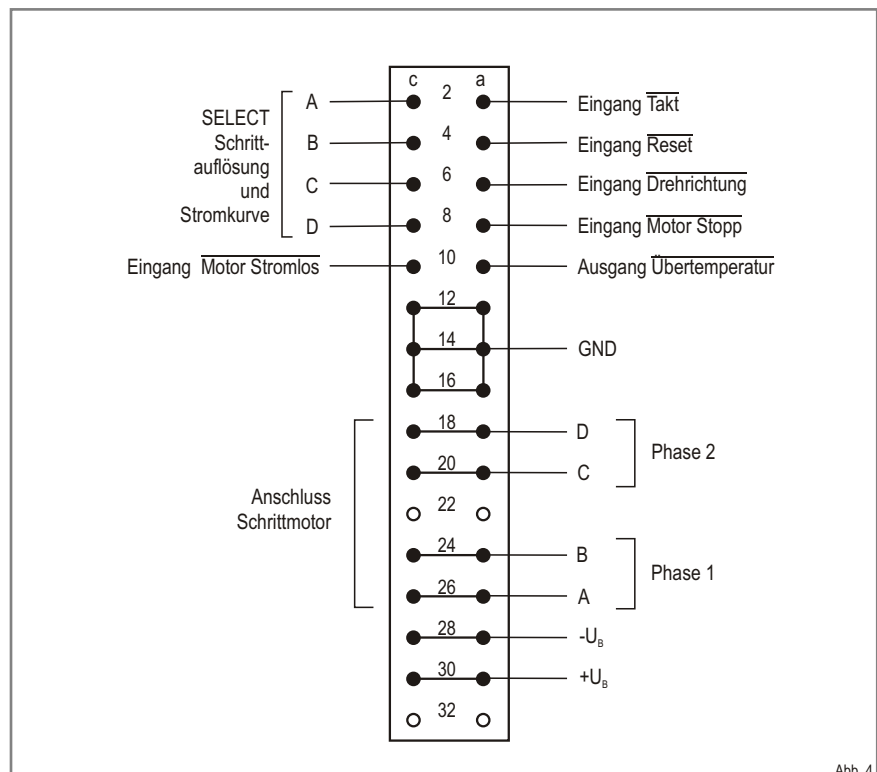 c 2 a
A
Eingang Takt
SELECT
Schritt-
auflösung
und
Stromkurve
B
4
Eingang Reset
C
6
Eingang Drehrichtung
D
8
Eingang Motor Stopp
Eingang Motor Stromlos
10
Ausgang Übertemperatur
12
14
GND
16
18
D
Phase 2
20
C
Anschluss
Schrittmotor
22
24
B
Phase 1
26
A
28
-UB
30
+UB
32
Abb. 4